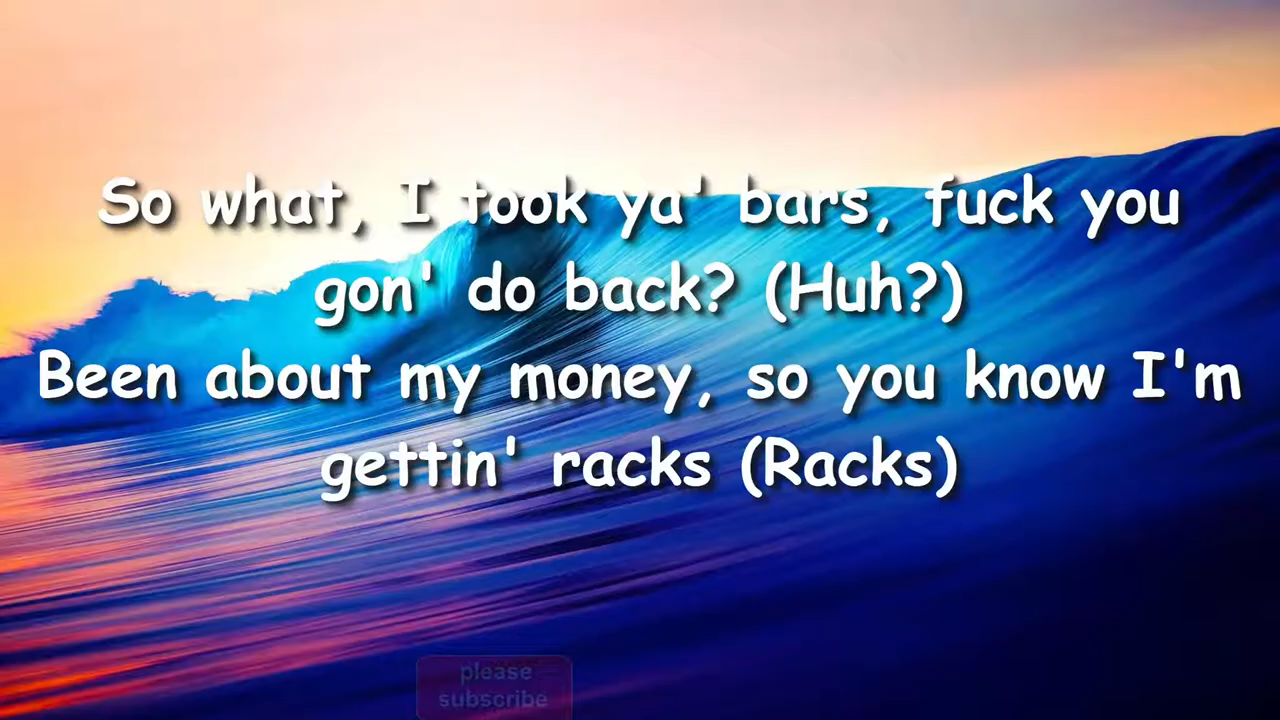 So what, I took ya' bars, fuck you
gon' do back? (Huh?)
Been about my money, so you know I'm
gettin' racks (Racks)
please
subscribe